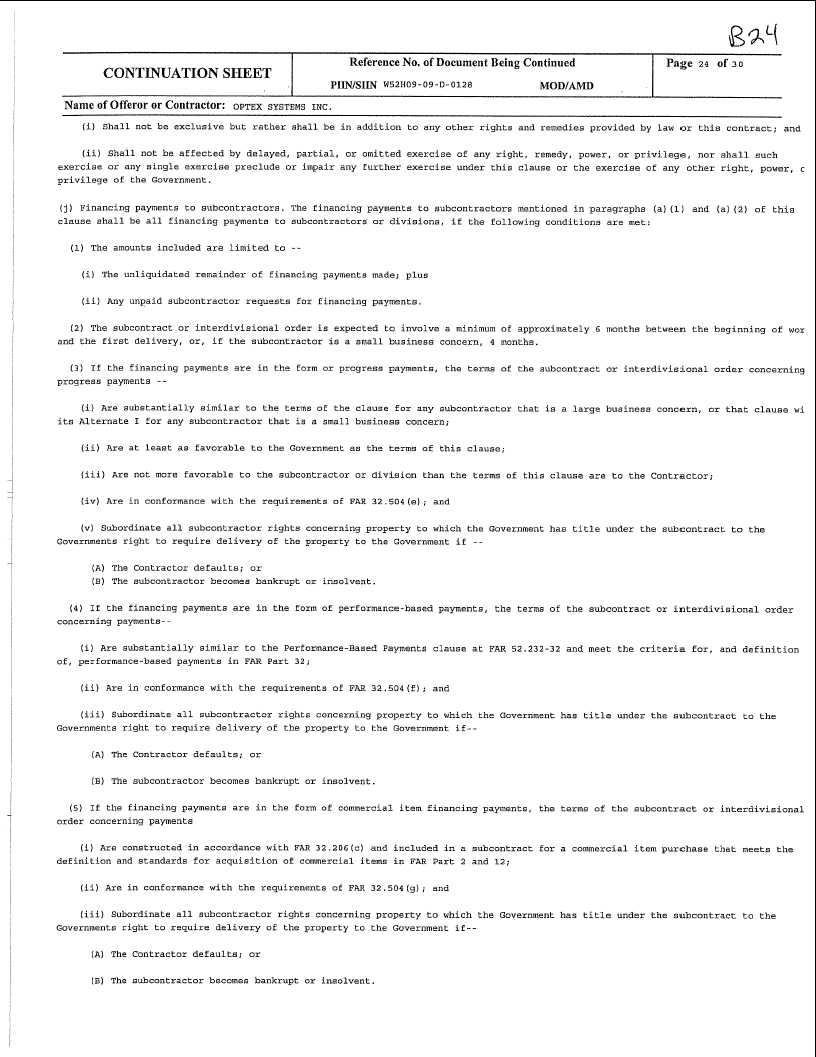 B24
CONTINUATION SHEET
Reference No. of Document Being Continued
PIIN/SIIN W52H09-09-D-0128 MOD/AMD
Page 24 of 30
Name of Offeror or Contractor: OPTEX SYSTEMS INC.
(i) Shall not be exclusive but rather shall be in addition to any other rights and remedies provided by law or this contract; and
(ii) Shall not be affected by delayed, partial, or omitted exercise of any right, remedy, power, or privilege, nor shall such
exercise or any single exercise preclude or impair any further exercise under this clause or the exercise of any other right, power, c
privilege of the Government.
(j) Financing payments to subcontractors. The financing payments to subcontractors mentioned in paragraphs (a)(1) and (a)(2) of this
clause shall be all financing payments to subcontractors or divisions, if the following conditions are met:
(1) The amounts included are limited to --
(i) The unliquidated remainder of financing payments made; plus
(ii) Any unpaid subcontractor requests for financing payments.
(2) The subcontract or interdivisional order is expected to involve a minimum of approximately 6 months between the beginning of wor
and the first delivery, or, if the subcontractor is a small business concern, 4 months.
(3) If the financing payments are in the form or progress payments, the terms of the subcontract or interdivisional order concerning
progress payments --
(i) Are substantially similar to the terms of the clause for any subcontractor that is a large business concern, or that clause wi
its Alternate I for any subcontractor that is a small business concern;
(ii) Are at least as favorable to the Government as the terms of this clause;
(iii) Are not more favorable to the subcontractor or division than the terms of this clause are to the Contractor;
(iv) Are in conformance with the requirements of FAR 32.504(e); and
(v) Subordinate all subcontractor rights concerning property to which the Government has title under the subcontract to the
Governments right to require delivery of the property to the Government if --
(A) The Contractor defaults; or
(B) The subcontractor becomes bankrupt or insolvent.
(4) If the financing payments are in the form of performance-based payments, the terms of the subcontract or interdivisional order
concerning payments--
(i) Are substantially similar to the Performance-Based Payments clause at FAR 52.232-32 and meet the criteria for, and definition
of, performance-based payments in FAR Part 32;
(ii) Are in conformance with the requirements of FAR 32.504(f); and
(iii) Subordinate all subcontractor rights concerning property to which the Government has title under the subcontract to the
Governments right to require delivery of the property to the Government if--
(A) The Contractor defaults; or
(B) The subcontractor becomes bankrupt or insolvent.
(5) If the financing payments are in the form of commercial item financing payments, the terms of the subcontract or interdivisional
order concerning payments
(i) Are constructed in accordance with FAR 32.206(c) and included in a subcontract for a commercial item purchase that meets the
definition and standards for acquisition of commercial items in FAR Part 2 and 12;
(ii) Are in conformance with the requirements of FAR 32.504(g); and
(iii) Subordinate all subcontractor rights concerning property to which the Government has title under the subcontract to the
Governments right to require delivery of the property to the Government if--
(A) The Contractor defaults; or
(B) The subcontractor becomes bankrupt or insolvent.